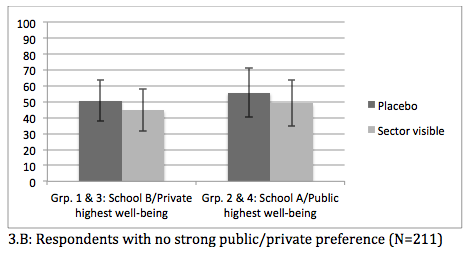 100
90
80
70
60
50
40
30
20
10
0
Placebo
Sector visible
Grp. 1 & 3: School B/Private
highest well-being
Grp. 2 & 4: School A/Public
highest well-being
3.B: Respondents with no strong public/private preference (N=211)